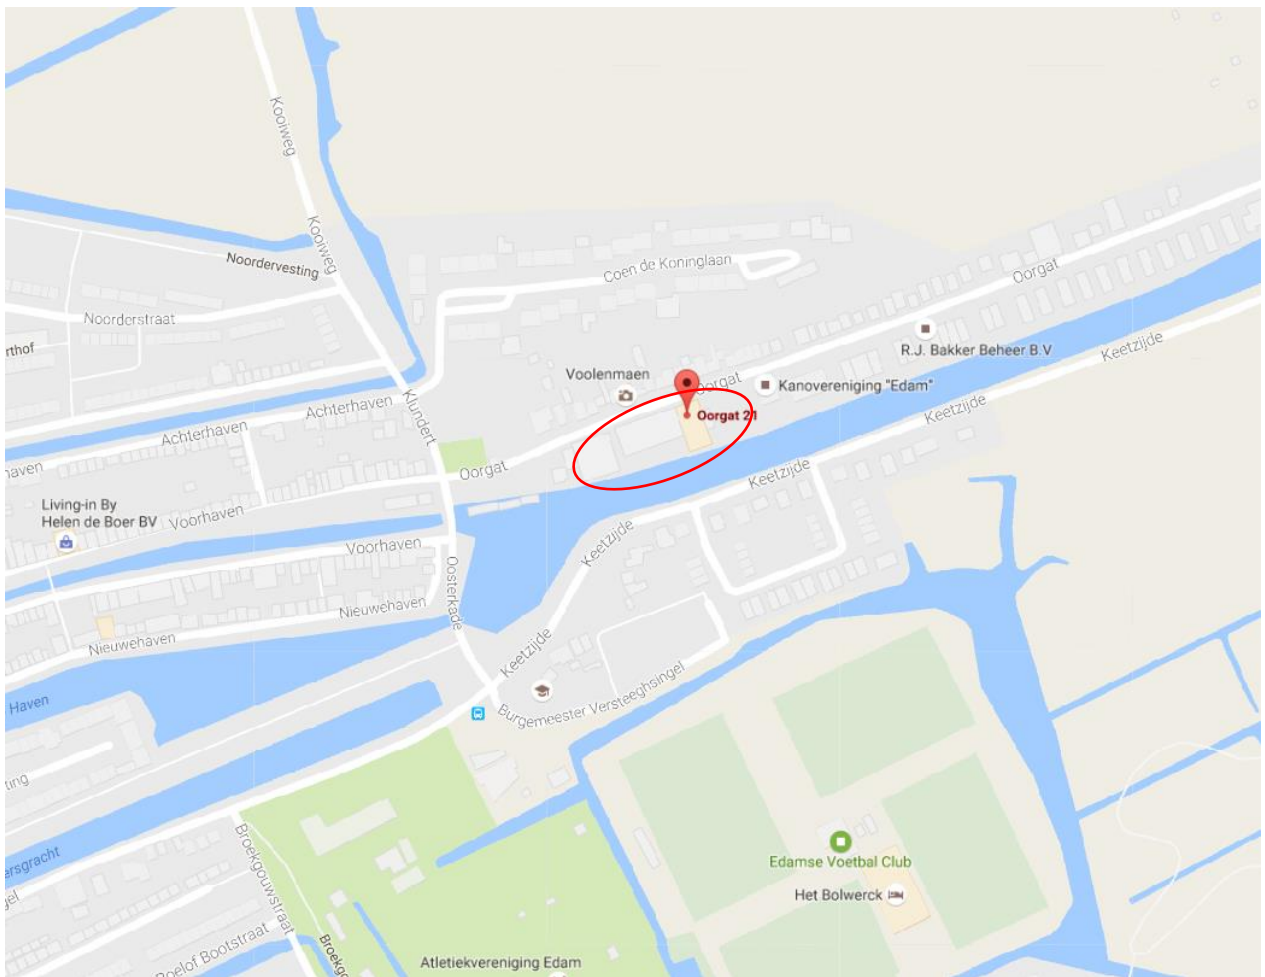 Kooiweg
Kooiweg
Noordervesting
Coen de Koninglaan
Oorgat
Noorderstraat
rthof
R.J. Bakker Beheer B.V
Keetzijde
Voolenmaen
Oorgat
Kanovereniging "Edam"
Achterhaven
Klundert
Oorgat 21
Keetzijde
Achterhaven
haven
Oorgat
Keetzijde
Living-in By
Helen de Boer BV
Voorhaven
Keetzijde
Voorhaven
Oosterkade
Nieuwehaven
Nieuwehaven
Keetzijde
Haven
Burgemeester Versteeghsingel
ting
ersgracht
Broekgouwstraat
Edamse Voetbal Club
gel
Het Bolwerck
Roelof Bootstraat
Broekgo
Atletiekvereniging Edam